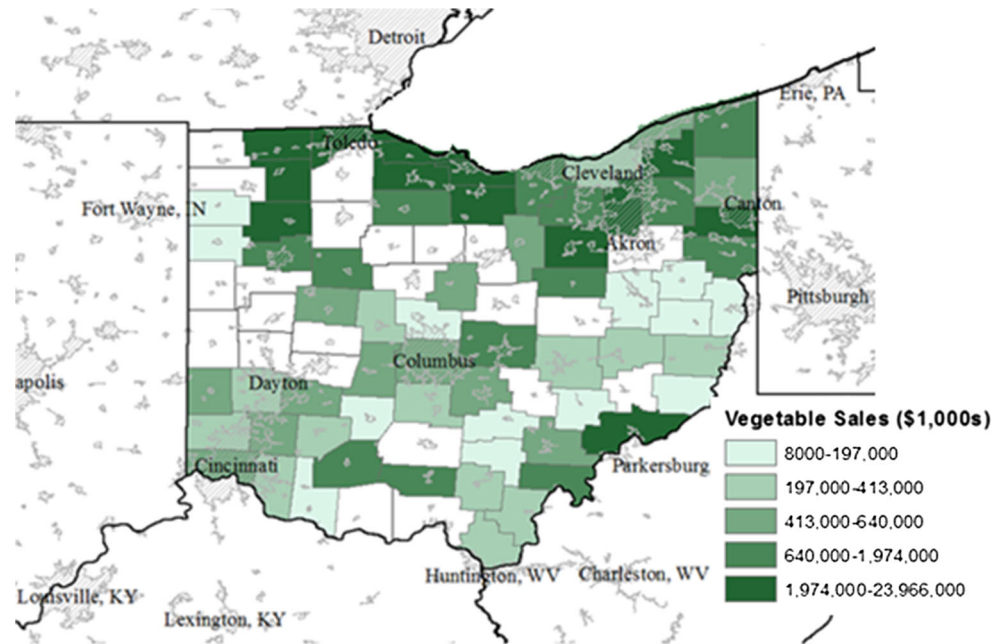 Detroit
Erie, PA
Toledo
Cleveland
Fort Wayne, IN
Canton
Akron
Pittsburgh
Columbus
apolis
Dayton
Vegetable Sales ($1,000s)
8000-197,000
Cincinnati
Parkersburg
197,000-413,000
413,000-640,000
640,000-1,974,000
Huntington, WV
Charleston, WV
1,974,000-23,966,000
Louisville, KY
Lexington, KY